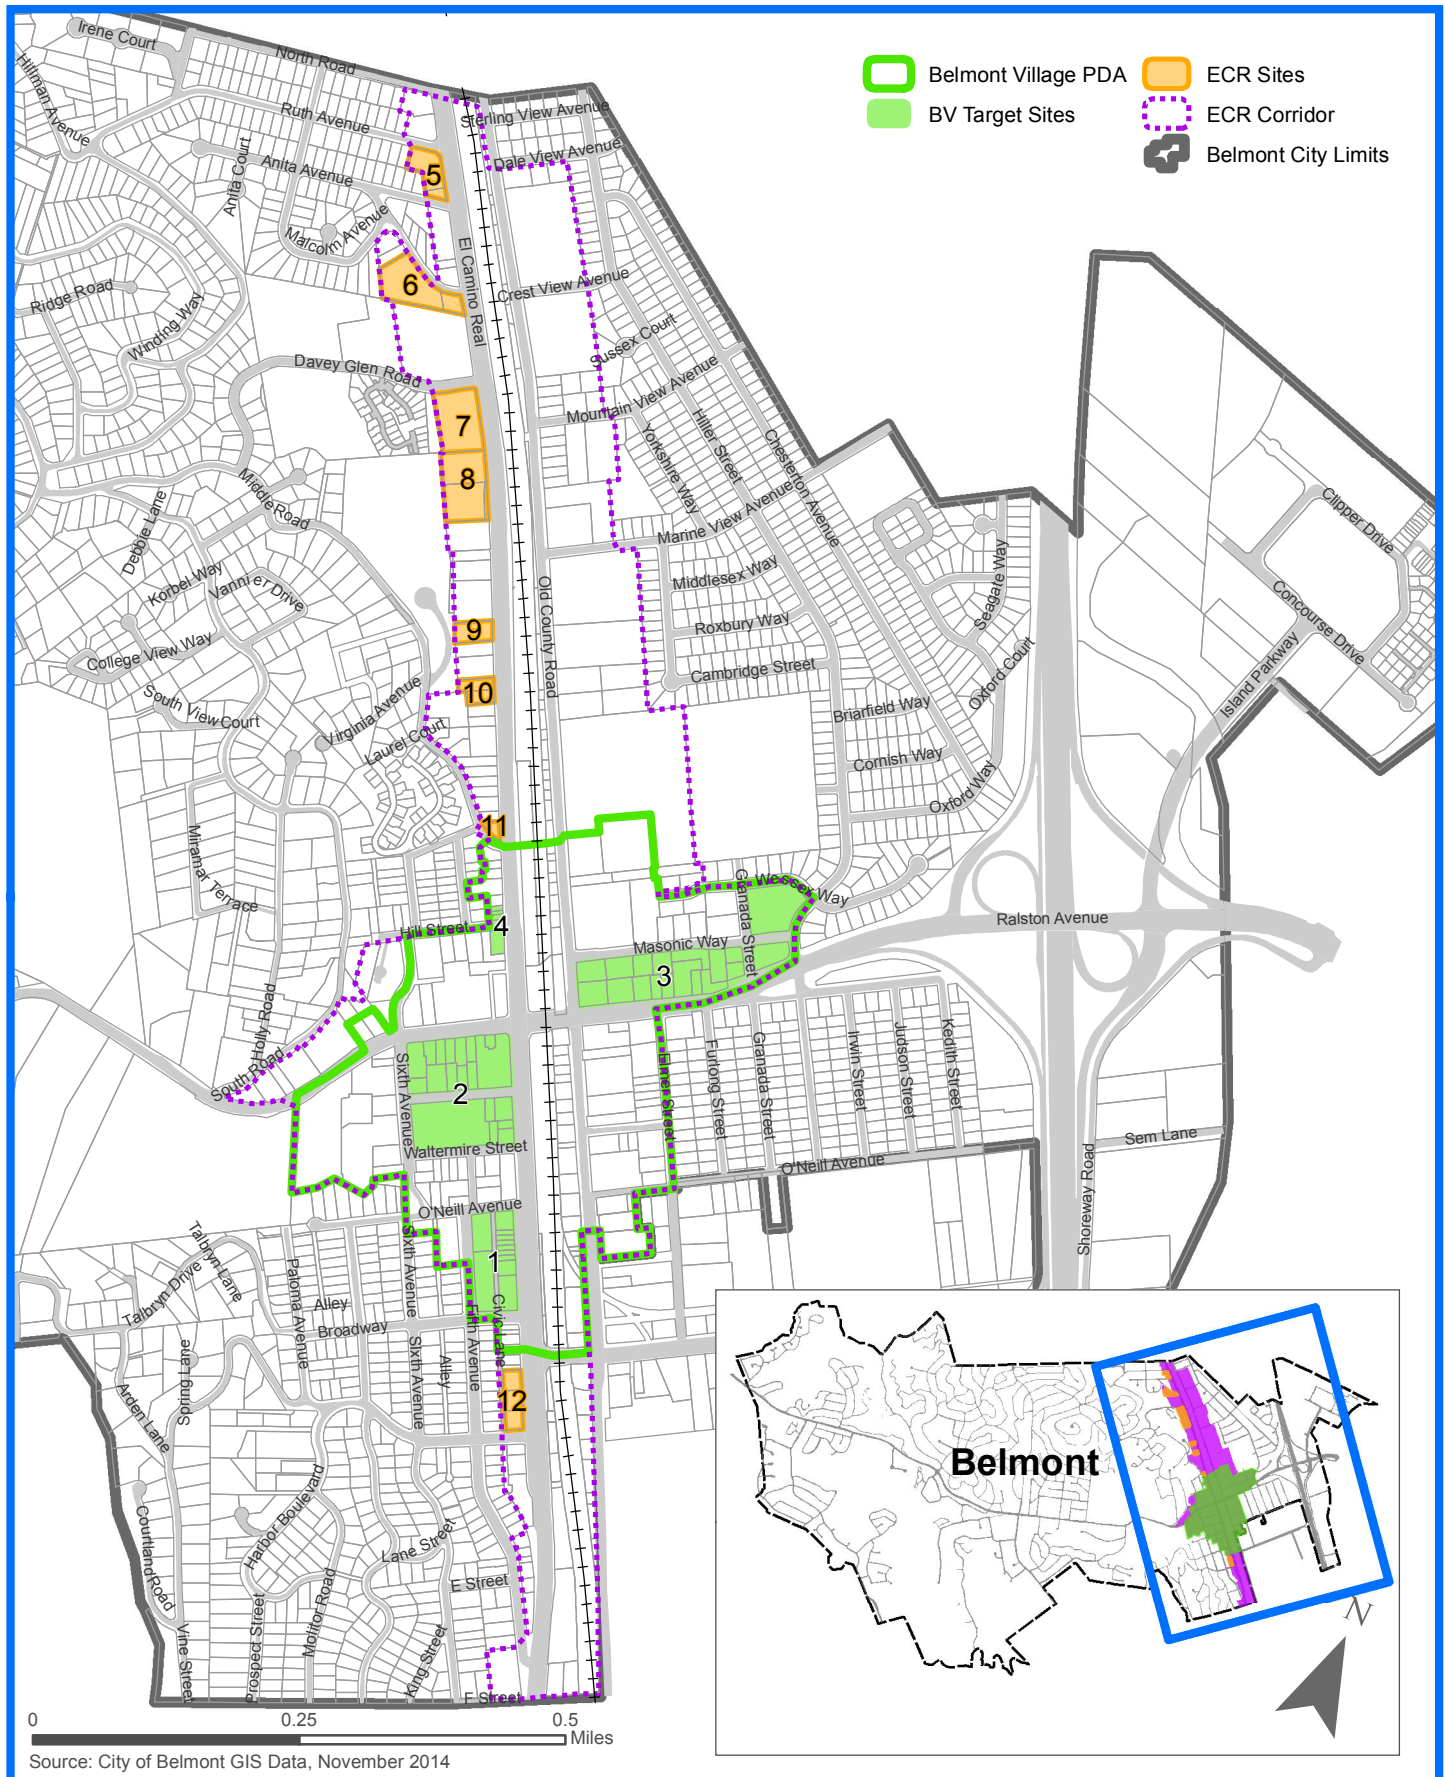 Belmont Village PDA
BV Target Sites
ECR Sites
ECR Corridor
Belmont City Limits
Irene Court
North Road
Hillman Avenue
Ruth Avenue
Sterling View Avenue
Anita Court
Anita Avenue
Dale View Avenue
5
Malcolm Avenue
El Camino Real
6
Crest View Avenue
Ridge Road
Winding Way
Sussex Court
Davey Glen Road
Mountain View Avenue
7
Hiller Street
Chesterton Avenue
Yorkshire Way
8
Middle Road
Marine View Avenue
Clipper Drive
Debbie Lane
Korbel Way
Vannier Drive
Old County Road
Middlesex Way
Seagate Way
Concourse Drive
9
Roxbury Way
College View Way
Cambridge Street
Oxford Court
Island Parkway
10
South View Court
Virginia Avenue
Laurel Court
Briarfield Way
Cornish Way
Oxford Way
11
Miramar Terrace
Granada Street
Wessex Way
Hill Street
4
Masonic Way
Ralston Avenue
3
Holly Road
South Road
Sixth Avenue
2
Elmer Street
Furlong Street
Granada Street
Irwin Street
Judson Street
Kedith Street
Waltermire Street
Sem Lane
O'Neill Avenue
Shoreway Road
O'Neill Avenue
Talbryn Lane
Talbryn Drive
Sixth Avenue
1
Paloma Avenue
Alley
Broadway
Fifth Avenue
Civic Lane
Spring Lane
Sixth Avenue
Alley
Arden Lane
12
Belmont
Harbor Boulevard
Courtland Road
Lane Street
E Street
Vine Street
Prospect Street
Molitor Road
King Street
F Street
N
0
0.25
0.5
Miles
Source: City of Belmont GIS Data, November 2014